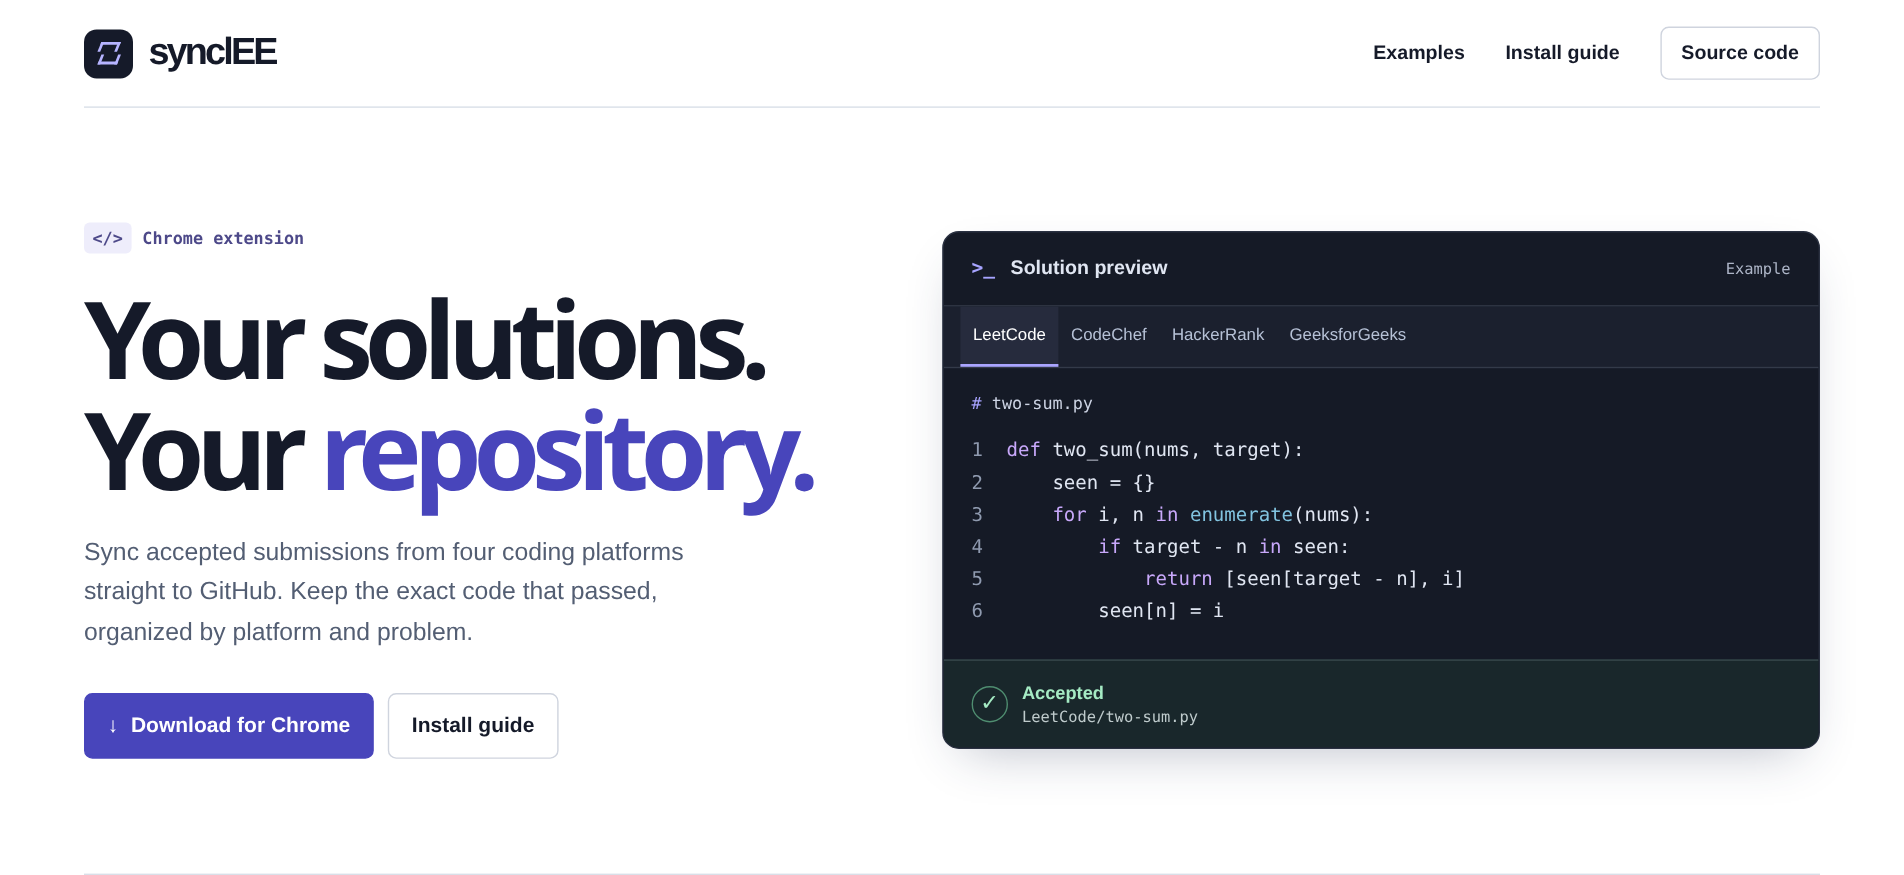 synclEE
Examples
Install guide
Source code
</> Chrome extension
Your solutions.
Your repository.
Sync accepted submissions from four coding platforms
straight to GitHub. Keep the exact code that passed,
organized by platform and problem.
↓ Download for Chrome
Install guide
>_ Solution preview
Example
LeetCode CodeChef HackerRank GeeksforGeeks
# two-sum.py
1 def two_sum(nums, target):
2     seen = {}
3     for i, n in enumerate(nums):
4         if target - n in seen:
5             return [seen[target - n], i]
6         seen[n] = i
✓ Accepted
LeetCode/two-sum.py